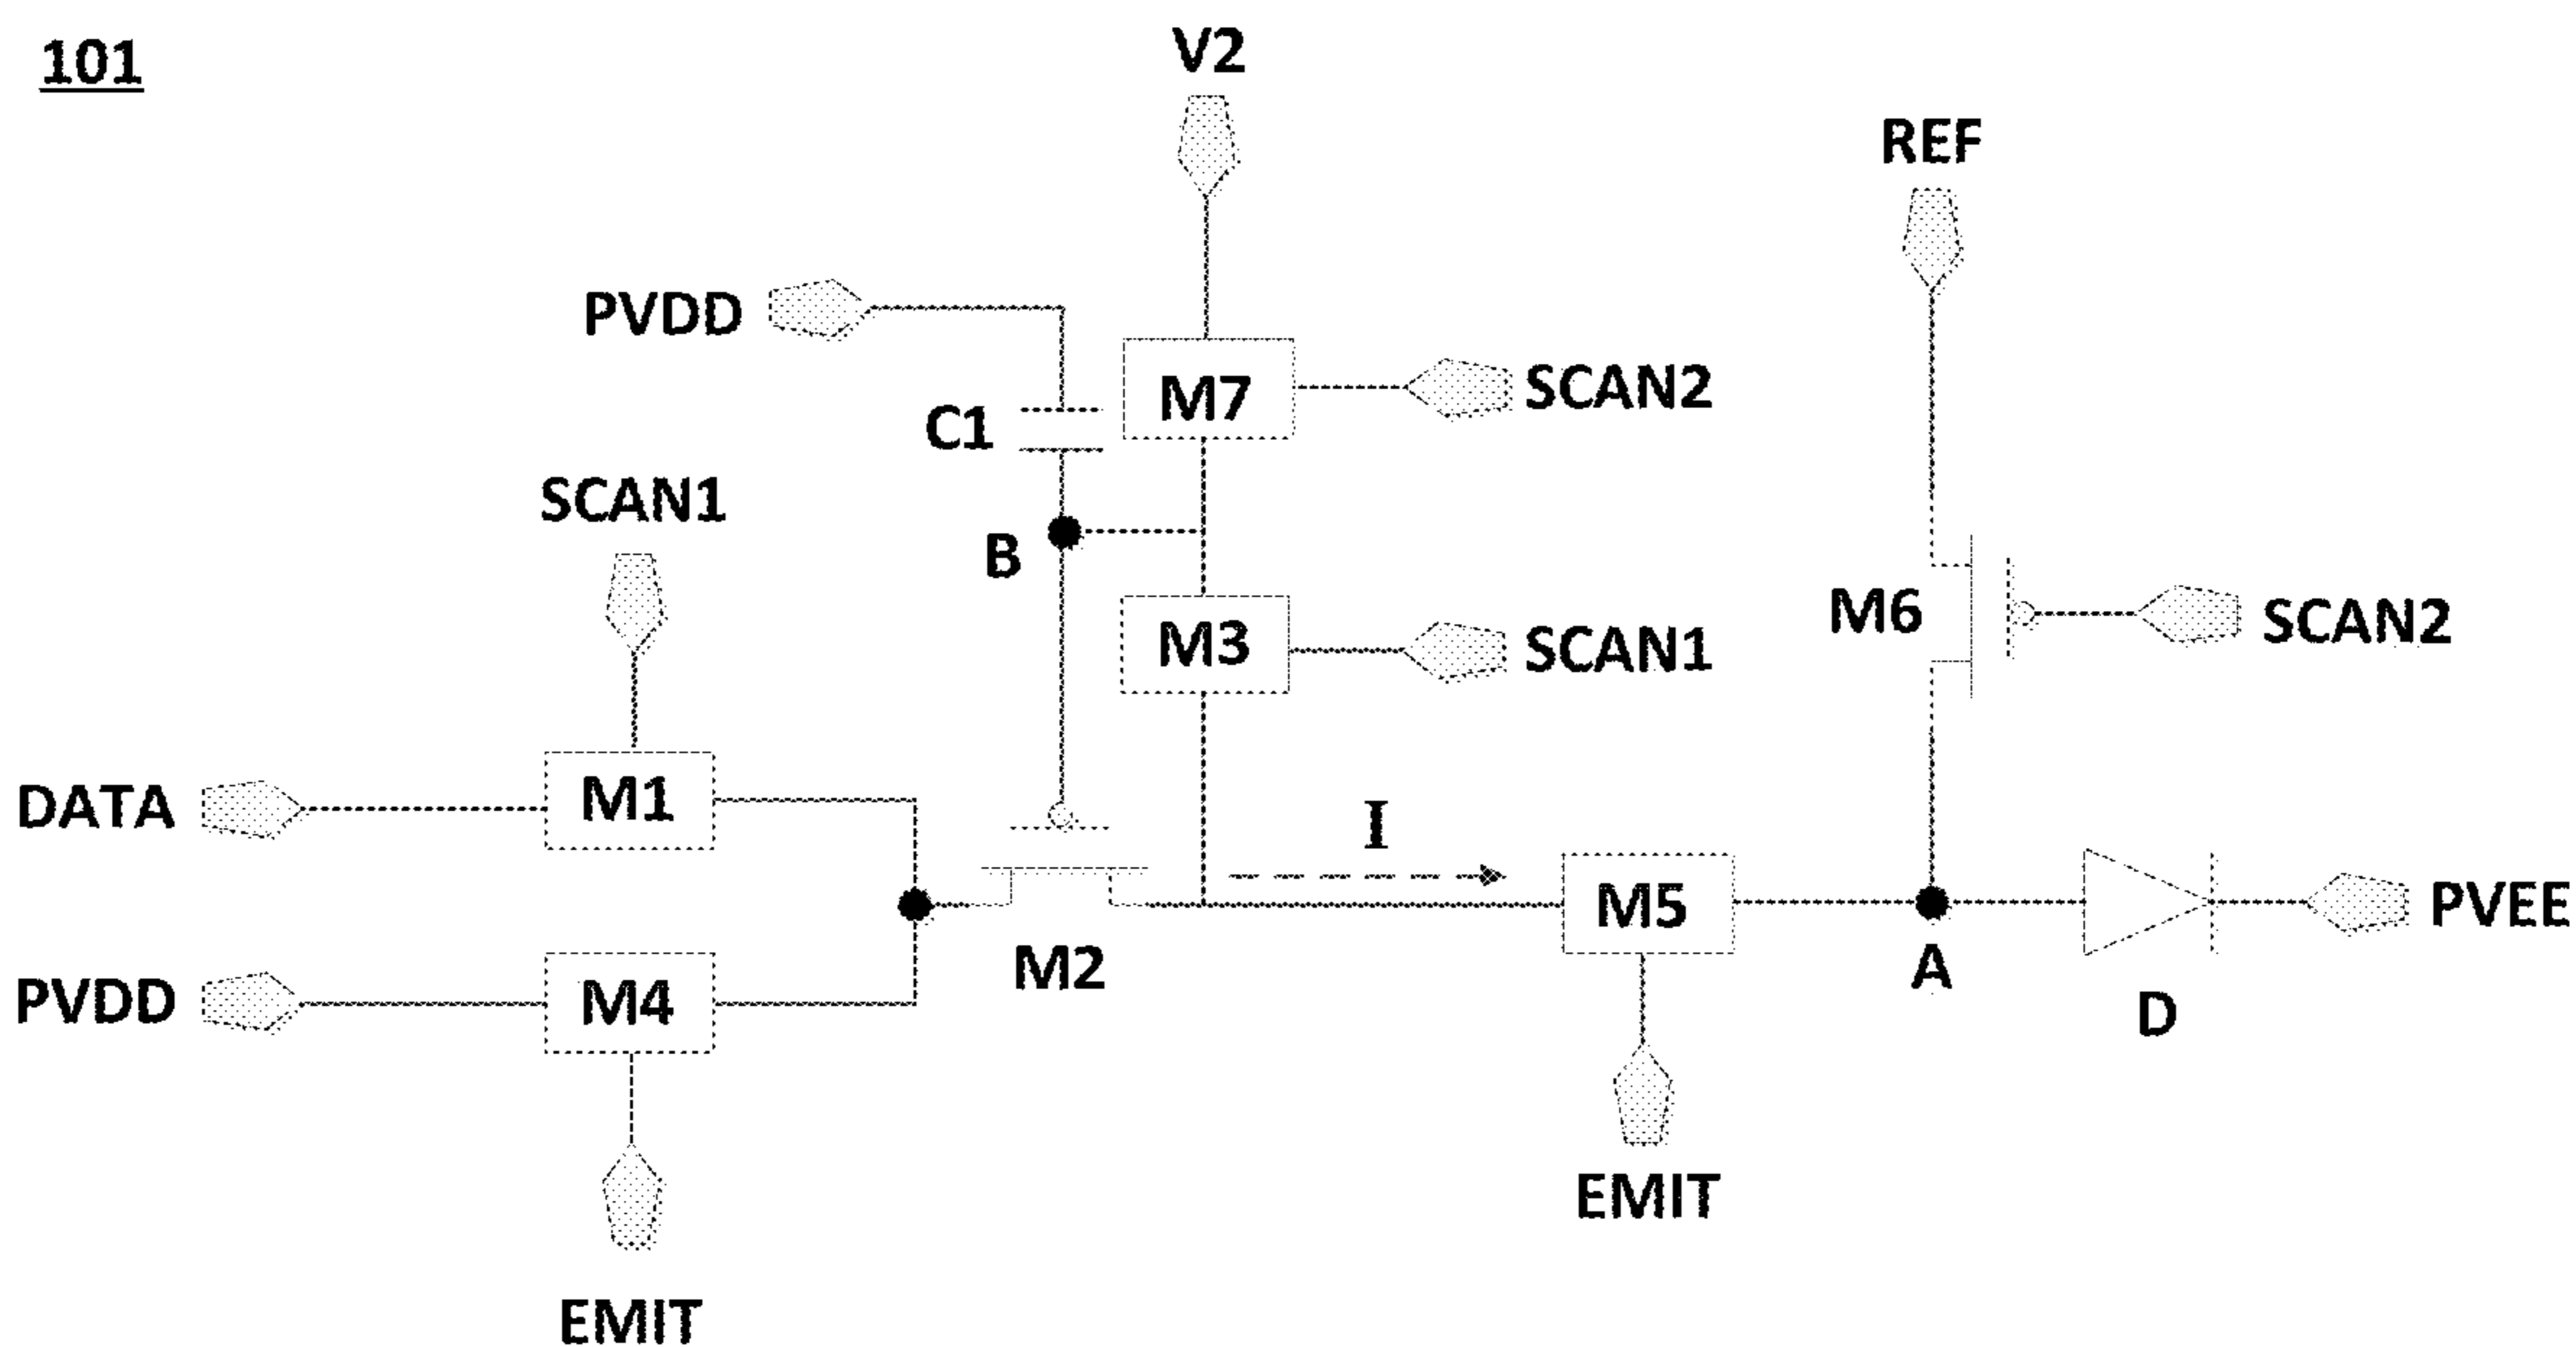 101
V2
REF
PVDD
M7
SCAN2
C1
SCAN1
B
M3
SCAN1
M6
SCAN2
DATA
M1
I
M5
PVEE
M2
A
PVDD
M4
D
EMIT
EMIT